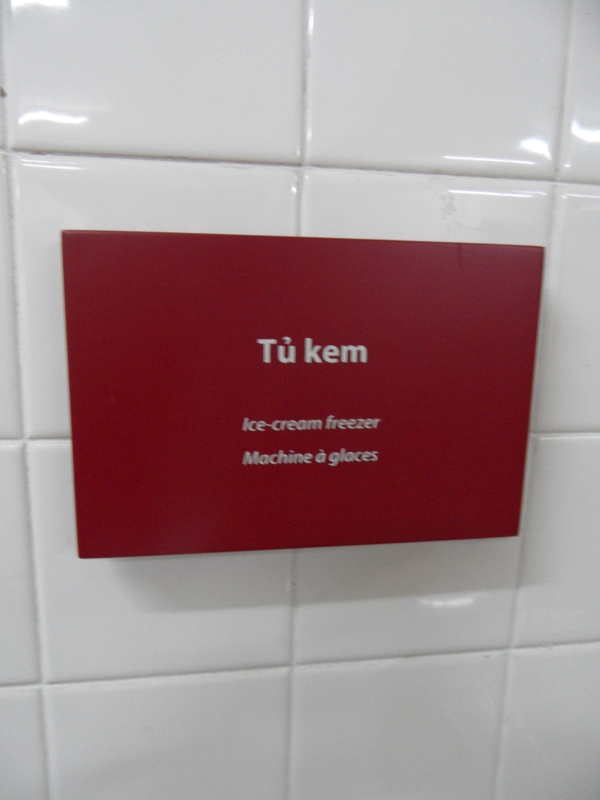 Tủ kem
Ice-cream freezer
Machine à glaces